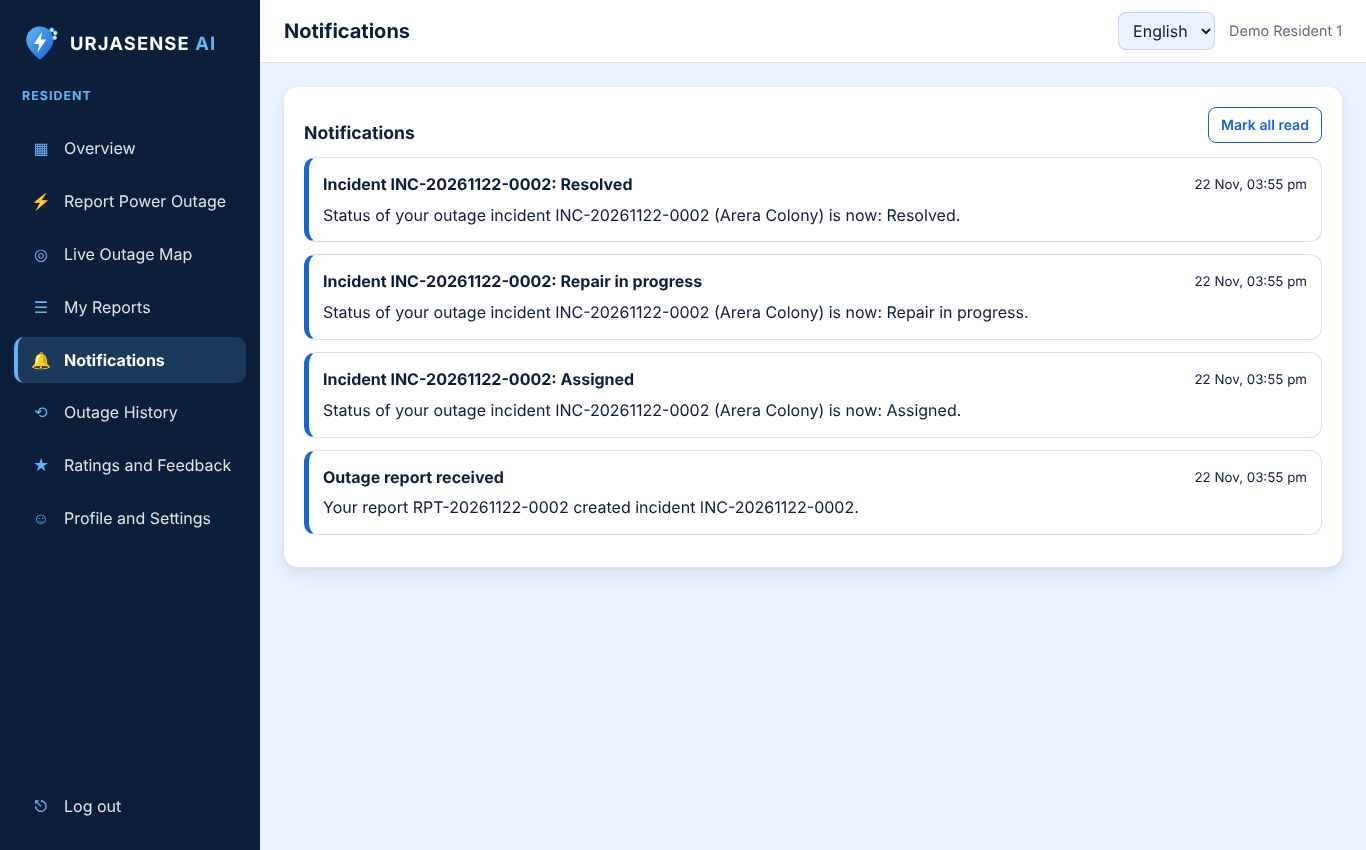 URJASENSE AI
RESIDENT
Overview
Report Power Outage
Live Outage Map
My Reports
Notifications
Outage History
Ratings and Feedback
Profile and Settings
Log out
Notifications
English
Demo Resident 1
Notifications
Mark all read
Incident INC-20261122-0002: Resolved
22 Nov, 03:55 pm
Status of your outage incident INC-20261122-0002 (Arera Colony) is now: Resolved.
Incident INC-20261122-0002: Repair in progress
22 Nov, 03:55 pm
Status of your outage incident INC-20261122-0002 (Arera Colony) is now: Repair in progress.
Incident INC-20261122-0002: Assigned
22 Nov, 03:55 pm
Status of your outage incident INC-20261122-0002 (Arera Colony) is now: Assigned.
Outage report received
22 Nov, 03:55 pm
Your report RPT-20261122-0002 created incident INC-20261122-0002.